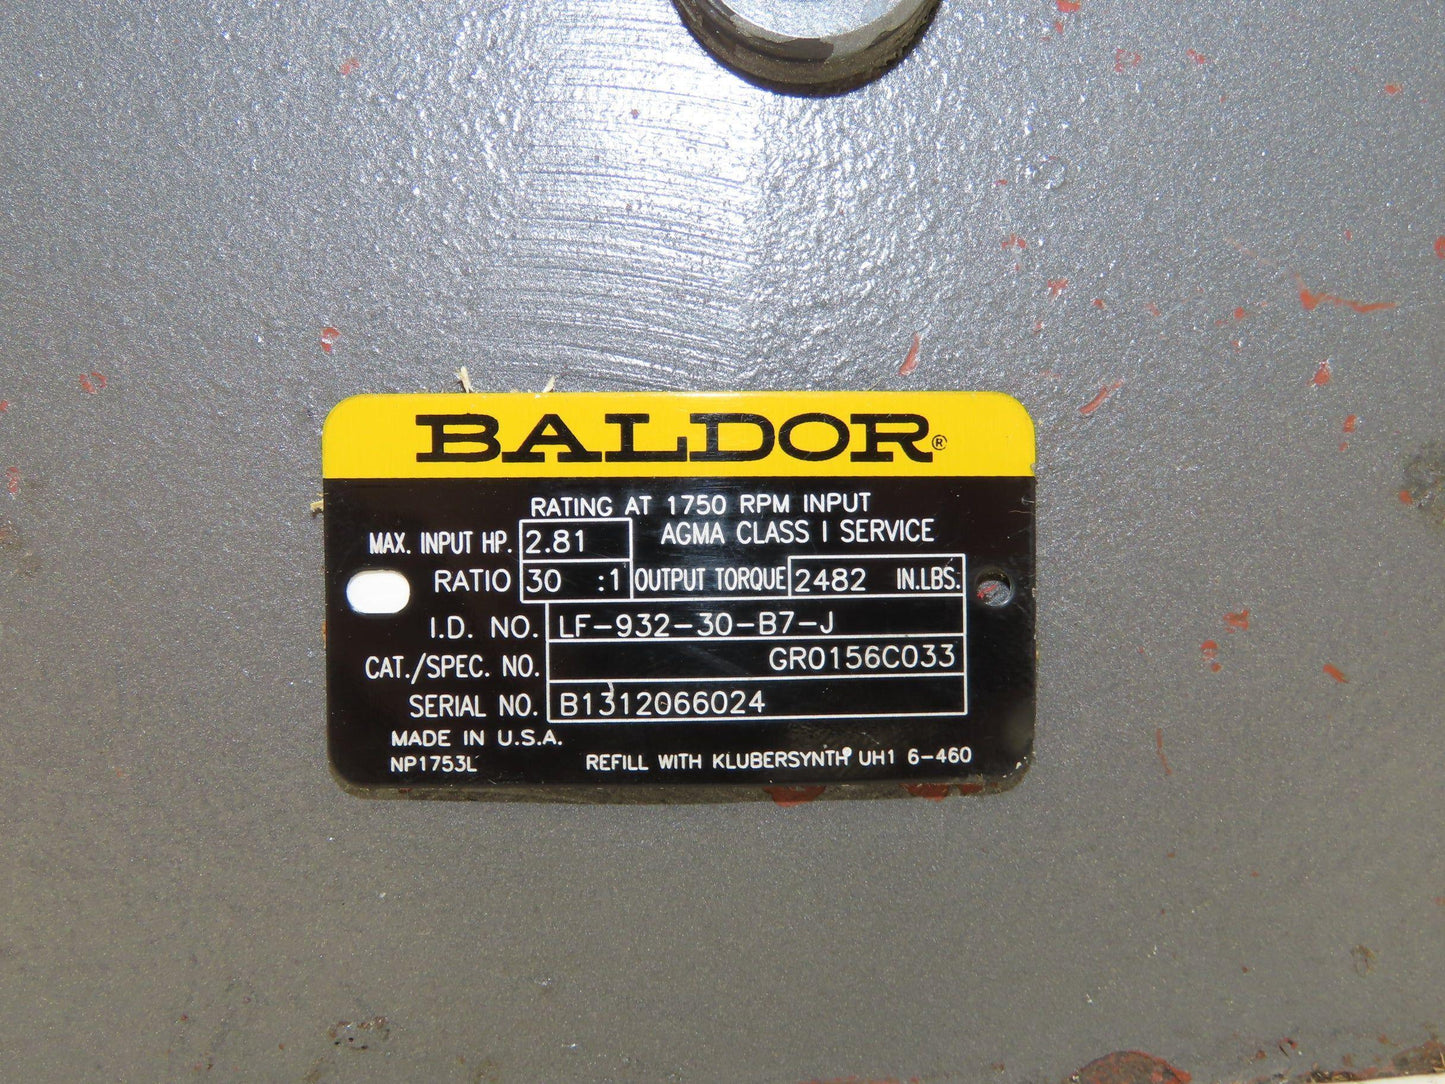 BALDOR®
RATING AT 1750 RPM INPUT
MAX. INPUT HP. 2.81 AGMA CLASS I SERVICE
RATIO 30 :1 OUTPUT TORQUE 2482 IN.LBS.
I.D. NO. LF-932-30-B7-J
CAT./SPEC. NO. GR0156C033
SERIAL NO. B1312066024
MADE IN U.S.A.
NP1753L REFILL WITH KLUBERSYNTH® UH1 6-460